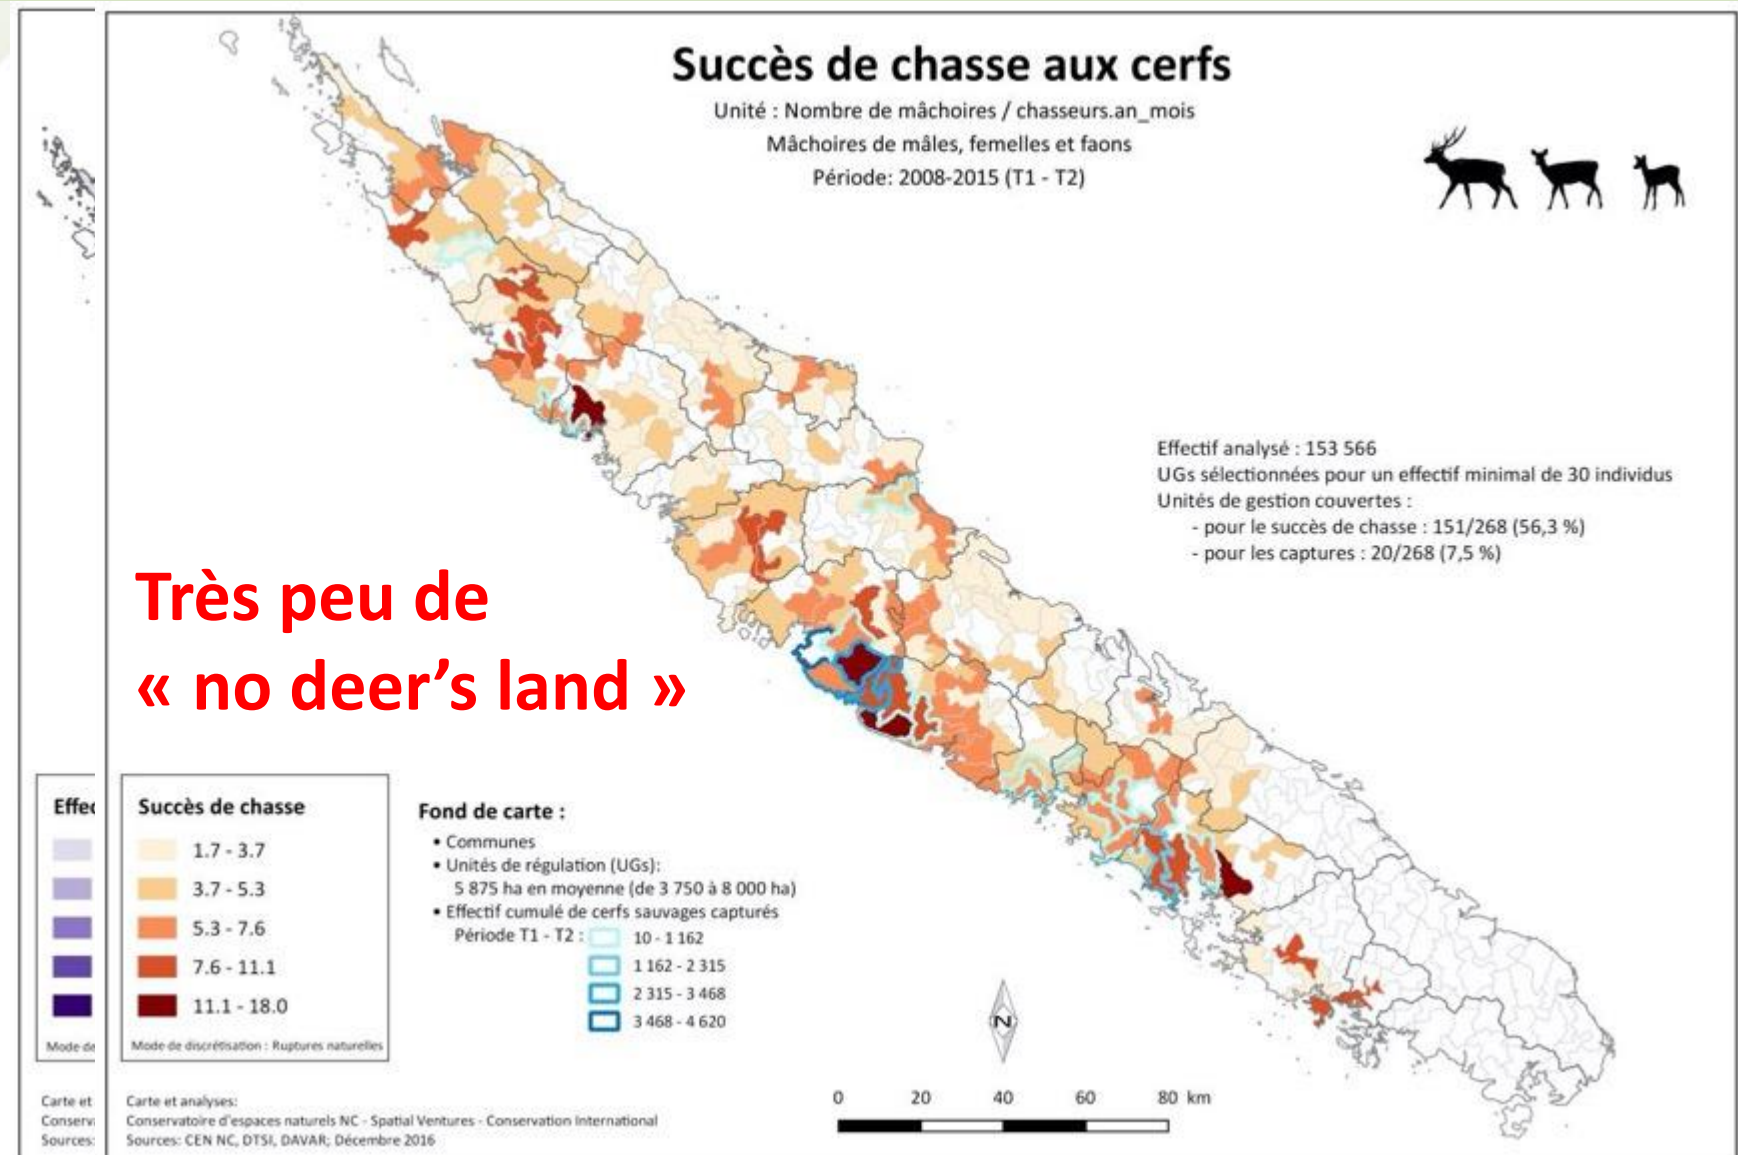 Succès de chasse aux cerfs
Unité : Nombre de mâchoires / chasseurs.an_mois
Mâchoires de mâles, femelles et faons
Période: 2008-2015 (T1 - T2)
Effectif analysé : 153 566
UGs sélectionnées pour un effectif minimal de 30 individus
Unités de gestion couvertes :
- pour le succès de chasse : 151/268 (56,3 %)
- pour les captures : 20/268 (7,5 %)
Très peu de
« no deer's land »
Effec
Mode de
Carte et
Conserv
Sources:
Succès de chasse
1.7 - 3.7
3.7 - 5.3
5.3 - 7.6
7.6 - 11.1
11.1 - 18.0
Mode de discrétisation : Ruptures naturelles
Fond de carte :
• Communes
• Unités de régulation (UGs):
5 875 ha en moyenne (de 3 750 à 8 000 ha)
• Effectif cumulé de cerfs sauvages capturés
Période T1 - T2 :
10 - 1 162
1 162 - 2 315
2 315 - 3 468
3 468 - 4 620
N
0 20 40 60 80 km
Carte et analyses:
Conservatoire d'espaces naturels NC - Spatial Ventures - Conservation International
Sources: CEN NC, DTSI, DAVAR; Décembre 2016